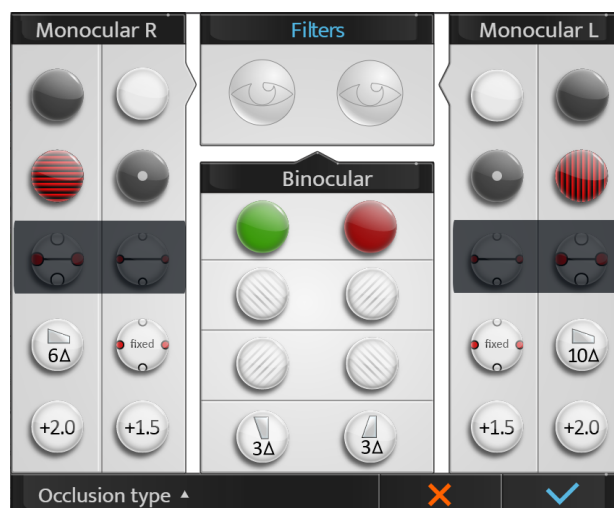 Monocular R
Filters
Monocular L
Binocular
6Δ
fixed
fixed
10Δ
+2.0
+1.5
3Δ
3Δ
+1.5
+2.0
Occlusion type